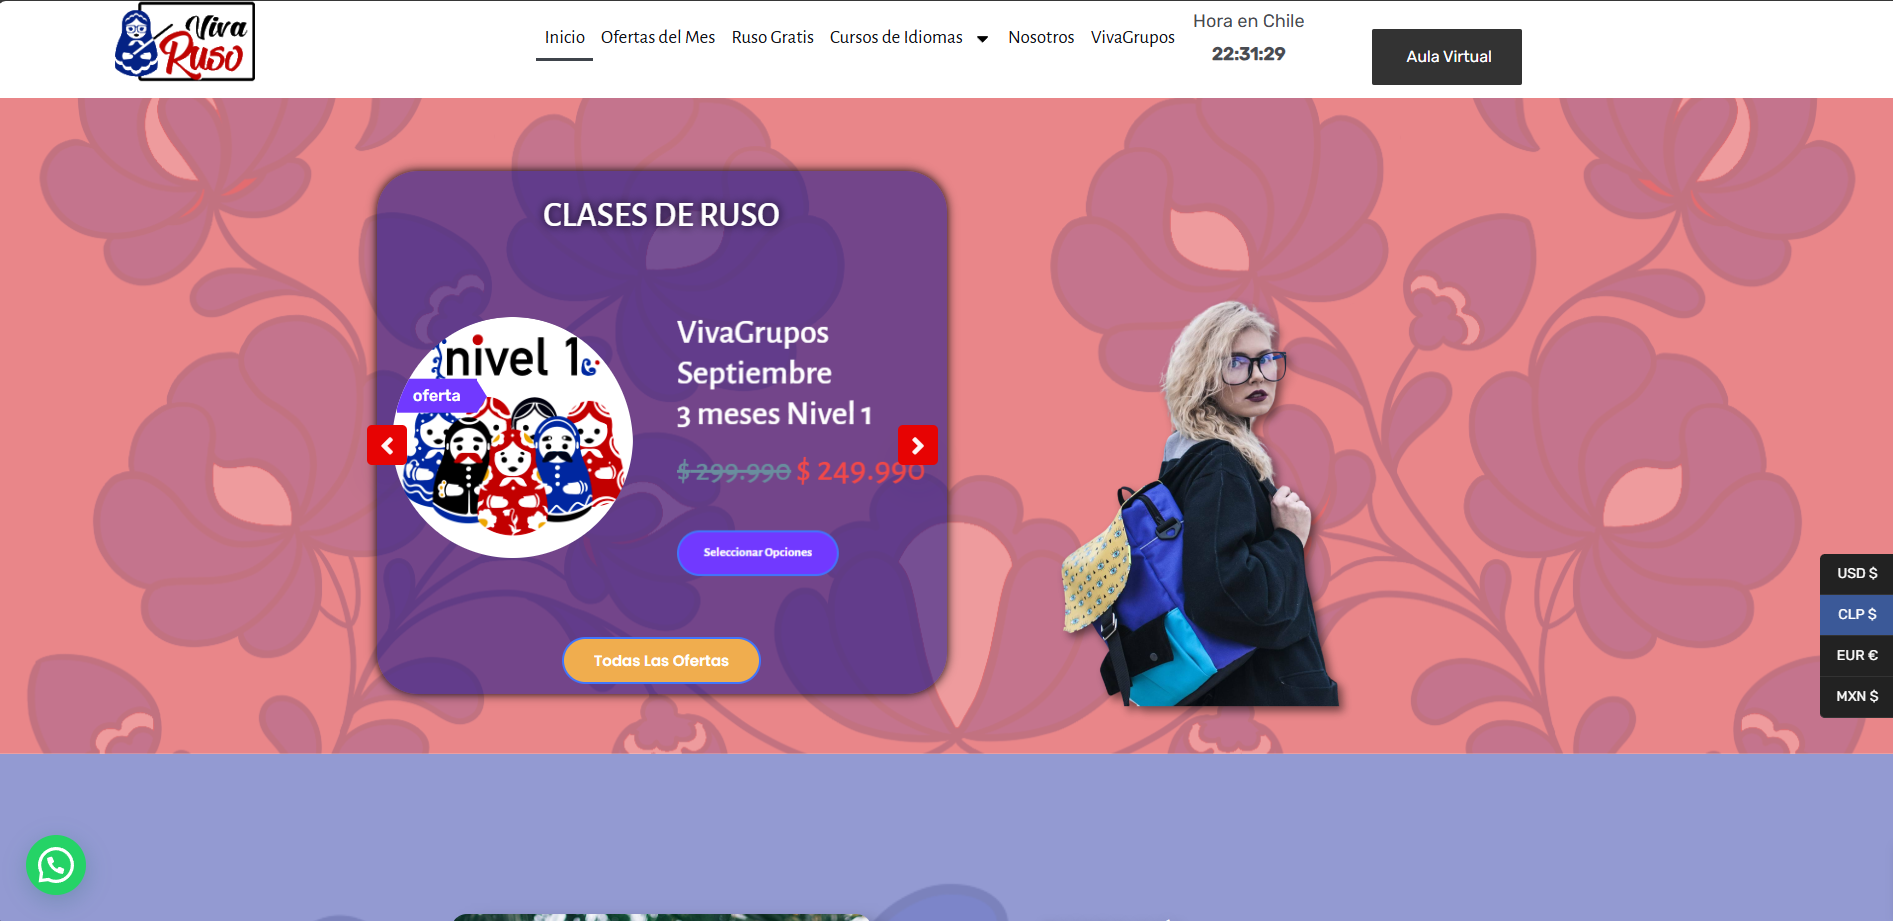 Viva
Ruso
Inicio
Ofertas del Mes
Ruso Gratis
Cursos de Idiomas
Nosotros
VivaGrupos
Hora en Chile
22:31:29
Aula Virtual
CLASES DE RUSO
nivel 1
oferta
VivaGrupos
Septiembre
3 meses Nivel 1
$ 299.990 $ 249.990
Seleccionar Opciones
Todas Las Ofertas
USD $
CLP $
EUR €
MXN $